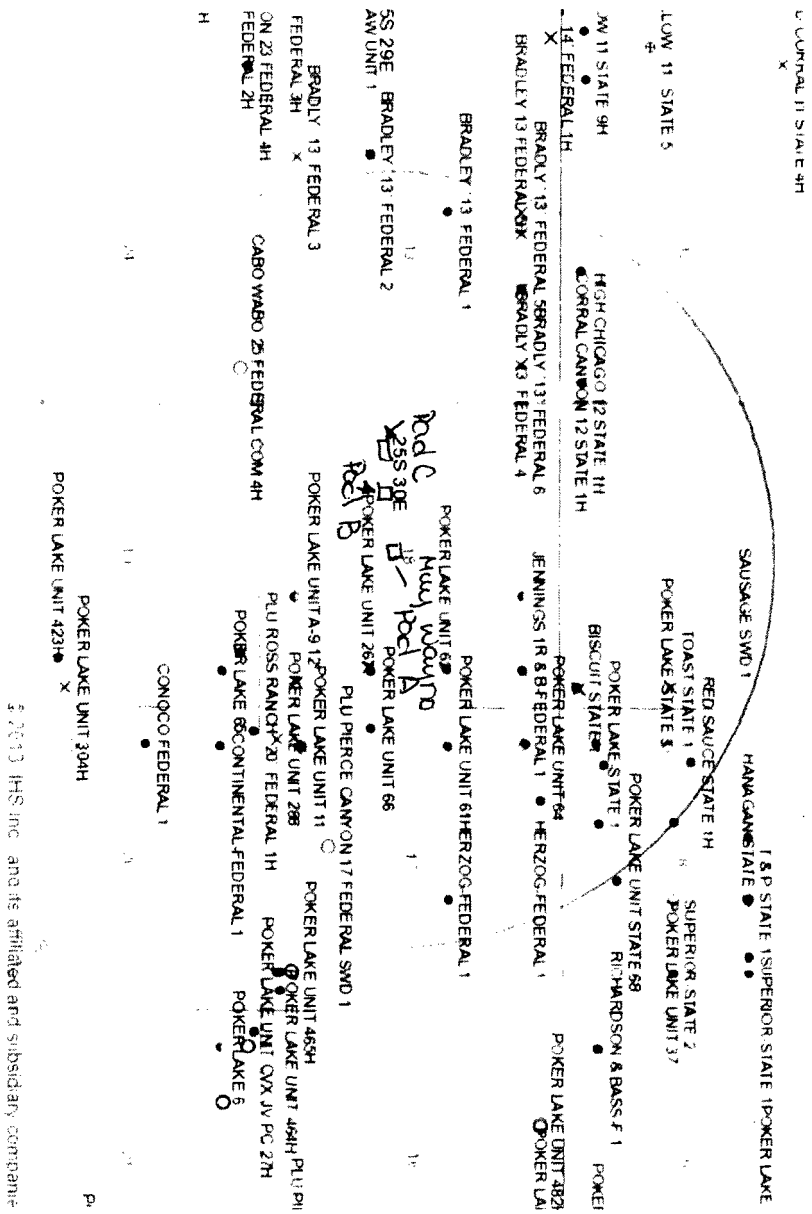 CORRAL 11 STATE 4H
T & P STATE 1 SUPERIOR STATE 1 POKER LAKE
SAUSAGE SWD 1
HANAGAN STATE
RED SAUCE STATE 1H
TOAST STATE 1
SUPERIOR STATE 2
POKER LAKE STATE
POKER LAKE UNIT 37
LOW 11 STATE 5
POKER LAKE UNIT STATE 68
POKER LAKE STATE 1
RICHARDSON & BASS-F 1
OW 11 STATE 9H
HIGH CHICAGO 12 STATE 1H
BISCUIT STATE
CORRAL CANYON 12 STATE 1H
14 FEDERAL 1H
POKER LAKE UNIT 64
POKER LAKE UNIT 482
BRADLY '13' FEDERAL 5 BRADLY '13' FEDERAL 6
JENNINGS 1R & B-FEDERAL 1
HERZOG-FEDERAL 1
BRADLEY 13 FEDERAL
BRADLY 13 FEDERAL 4
BRADLEY '13' FEDERAL 1
POKER LAKE UNIT 61 HERZOG-FEDERAL 1
POKER LAKE UNIT
Pad C
May Wayno
18
Pad A
25S 30E
5S 29E
BRADLEY '13' FEDERAL 2
AW UNIT 1
POKER LAKE UNIT 267
POKER LAKE UNIT 66
Pad B
PLU PIERCE CANYON 17 FEDERAL SWD 1
BRADLY '13' FEDERAL 3
FEDERAL 3H
POKER LAKE UNIT A-9 12
POKER LAKE UNIT 11
POKER LAKE UNIT 465H
POKER LAKE UNIT 288
POKER LAKE UNIT 464H
ON 23 FEDERAL 4H
CABO WABO 25 FEDERAL COM 4H
PLU ROSS RANCH 20 FEDERAL 1H
POKER LAKE UNIT CVX JV PC 27H
FEDERAL 2H
POKER LAKE 65 CONTINENTAL-FEDERAL 1
POKER LAKE 6
H
CONOCO FEDERAL 1
POKER LAKE UNIT 394H
POKER LAKE UNIT 423H
© 2013 IHS Inc. and its affiliated and subsidiary companie